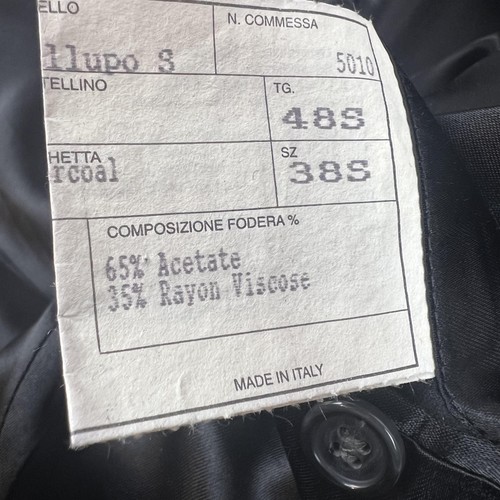 ELLO
N. COMMESSA
llupo S
5010
TELLINO
TG.
48S
HETTA
SZ
rcoal
38S
COMPOSIZIONE FODERA %
65% Acetate
35% Rayon Viscose
MADE IN ITALY